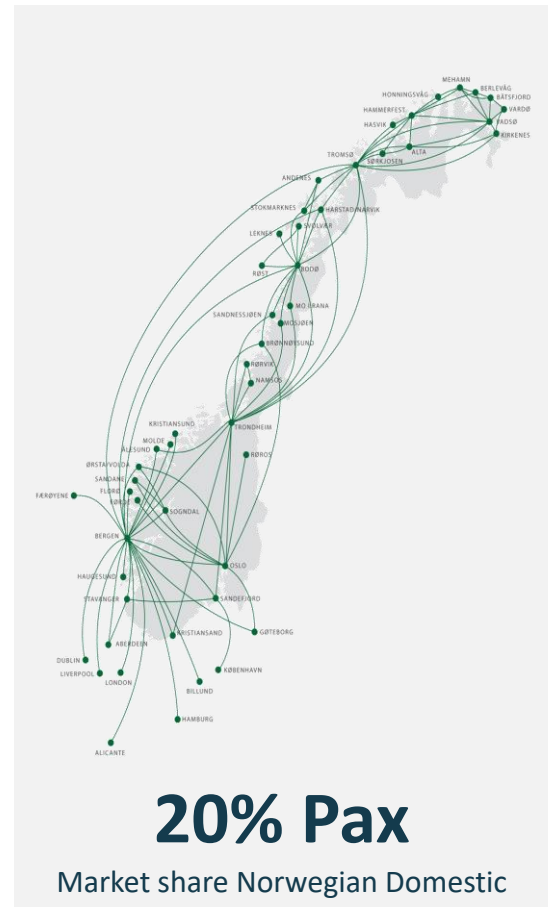 MEHAMN
BERLEVÅG
HONNINGSVÅG
BÅTSFJORD
HAMMERFEST
VARDØ
VADSØ
HASVIK
KIRKENES
ALTA
TROMSØ
SØRKJOSEN
ANDENES
STOKMARKNES
HARSTAD/NARVIK
SVOLVÆR
LEKNES
BODØ
RØST
MO I RANA
SANDNESSJØEN
MOSJØEN
BRØNNØYSUND
RØRVIK
NAMSOS
KRISTIANSUND
TRONDHEIM
MOLDE
ÅLESUND
RØROS
ØRSTA/VOLDA
SANDANE
FLORØ
FÆRØYENE
FØRDE
SOGNDAL
BERGEN
OSLO
HAUGESUND
STAVANGER
SANDEFJORD
KRISTIANSAND
GØTEBORG
ABERDEEN
DUBLIN
LIVERPOOL
KØBENHAVN
LONDON
BILLUND
HAMBURG
ALICANTE
20% Pax
Market share Norwegian Domestic